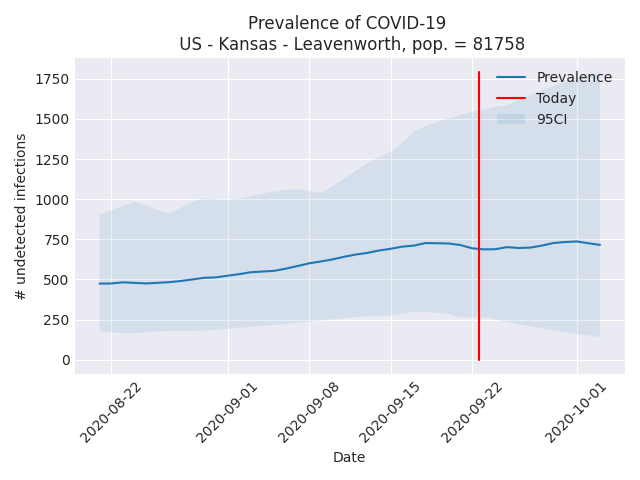 Prevalence of COVID-19
US - Kansas - Leavenworth, pop. = 81758
Prevalence
Today
95CI
# undetected infections
1750
1500
1250
1000
750
500
250
0
2020-08-22
2020-09-01
2020-09-08
2020-09-15
2020-09-22
2020-10-01
Date